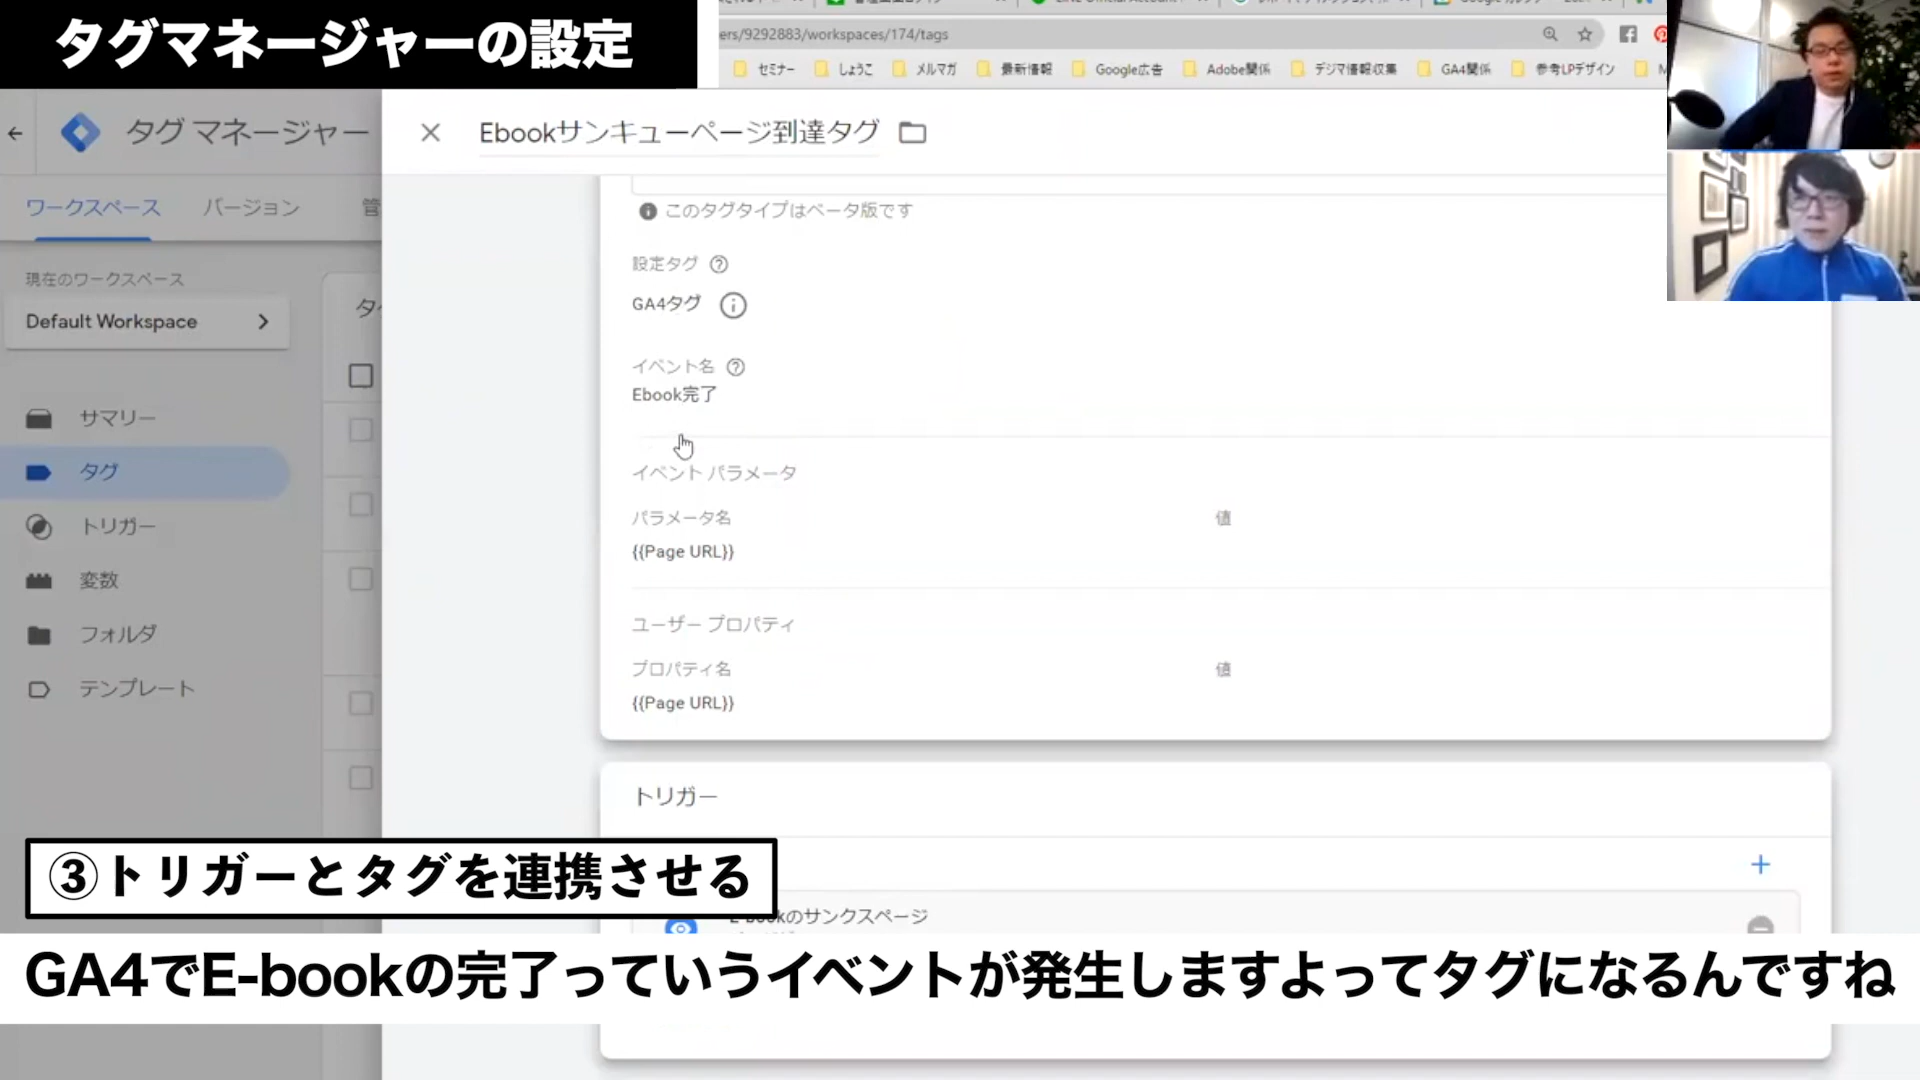 タグマネージャーの設定
ers/9292883/workspaces/174/tags
セミナー
しょうこ
メルマガ
最新情報
Google広告
Adobe関係
デジマ情報収集
GA4関係
参考LPデザイン
タグ マネージャー
Ebookサンキューページ到達タグ
ワークスペース
バージョン
管
このタグタイプはベータ版です
現在のワークスペース
Default Workspace
設定タグ
GA4タグ
イベント名
Ebook完了
サマリー
タグ
トリガー
変数
フォルダ
テンプレート
イベント パラメータ
パラメータ名
値
{{Page URL}}
ユーザー プロパティ
プロパティ名
値
{{Page URL}}
トリガー
③トリガーとタグを連携させる
E-bookのサンクスページ
GA4でE-bookの完了っていうイベントが発生しますよってタグになるんですね